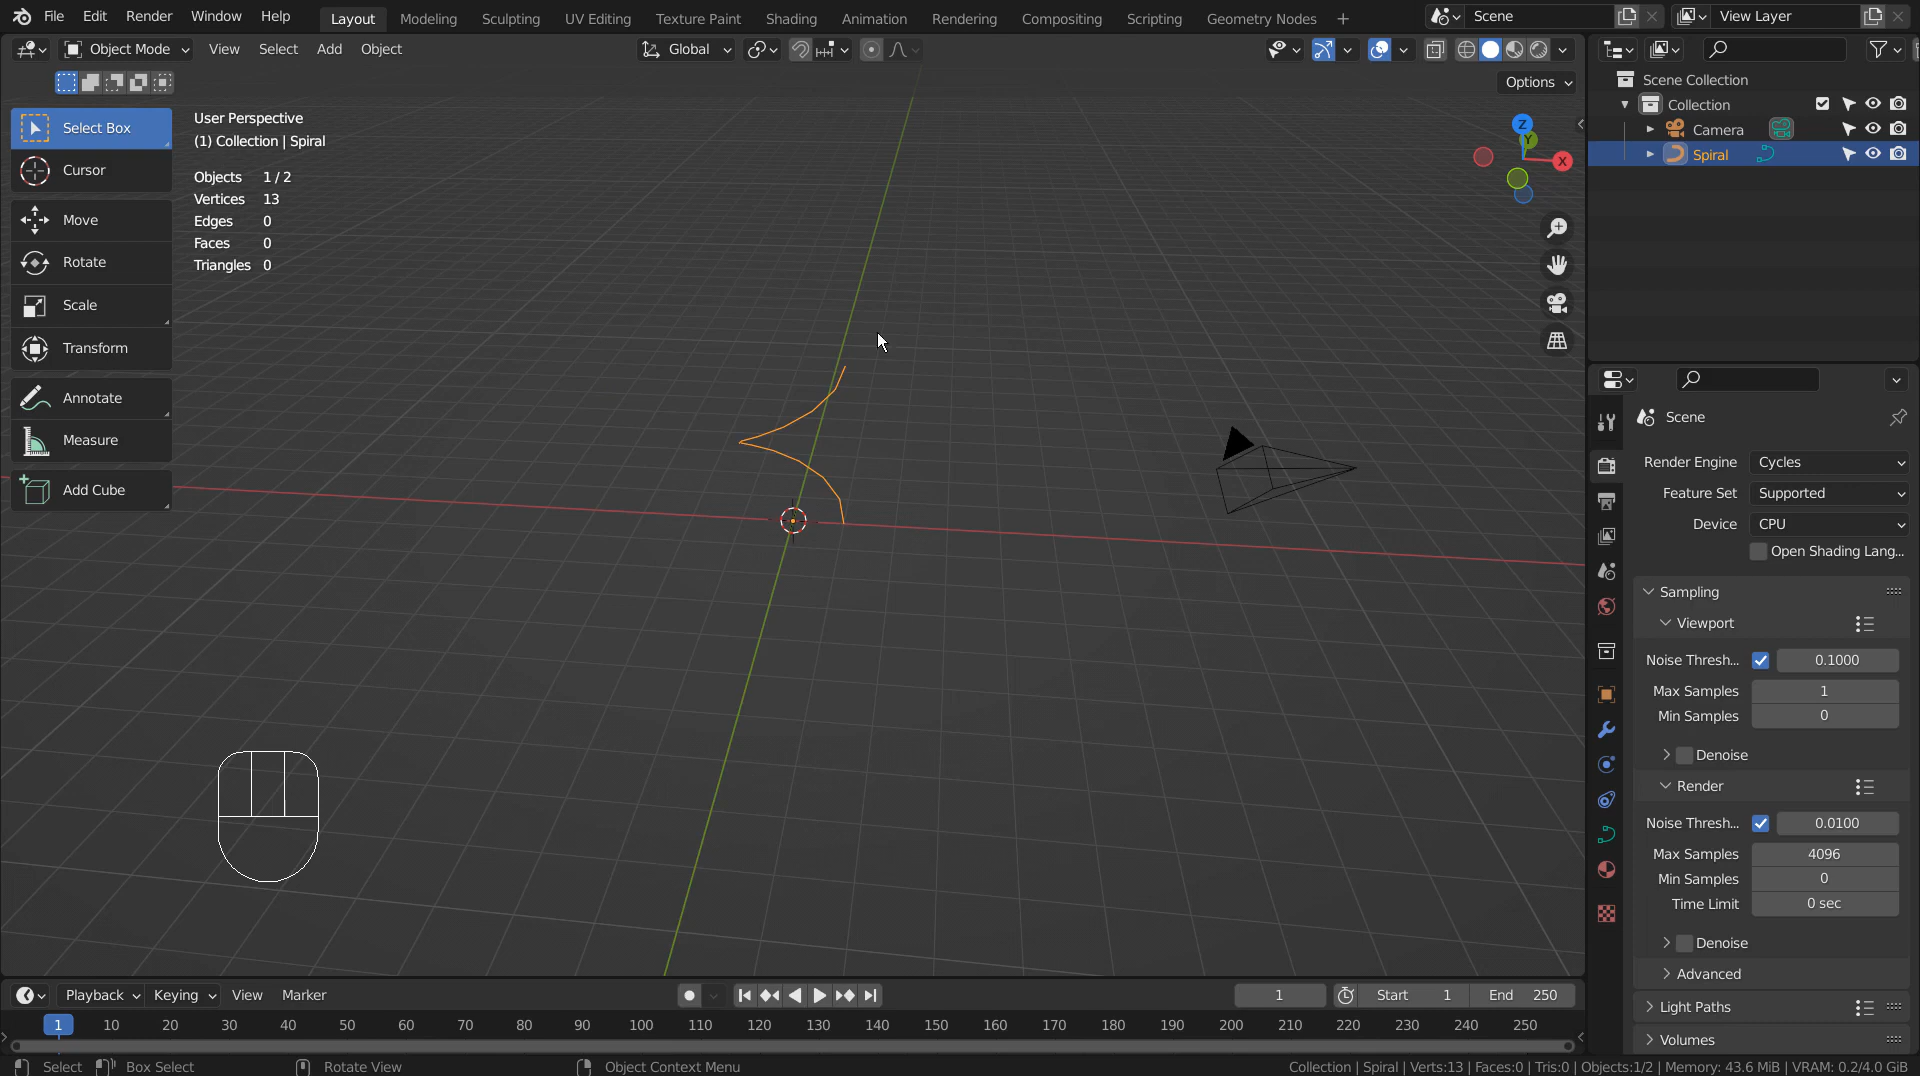 File Edit Render Window Help Layout Modeling Sculpting UV Editing Texture Paint Shading Animation Rendering Compositing Scripting Geometry Nodes + Scene View Layer
Object Mode View Select Add Object Global
Options
Select Box
Cursor
Move
Rotate
Scale
Transform
Annotate
Measure
Add Cube
User Perspective
(1) Collection | Spiral
Objects 1 / 2
Vertices 13
Edges 0
Faces 0
Triangles 0
Z
Y
X
Scene Collection
Collection
Camera
Spiral
Scene
Render Engine Cycles
Feature Set Supported
Device CPU
Open Shading Lang...
Sampling
Viewport
Noise Thresh... 0.1000
Max Samples 1
Min Samples 0
Denoise
Render
Noise Thresh... 0.0100
Max Samples 4096
Min Samples 0
Time Limit 0 sec
Denoise
Advanced
Light Paths
Volumes
Playback Keying View Marker 1 Start 1 End 250
1 10 20 30 40 50 60 70 80 90 100 110 120 130 140 150 160 170 180 190 200 210 220 230 240 250
Select Box Select Rotate View Object Context Menu Collection | Spiral | Verts:13 | Faces:0 | Tris:0 | Objects:1/2 | Memory: 43.6 MiB | VRAM: 0.2/4.0 GiB